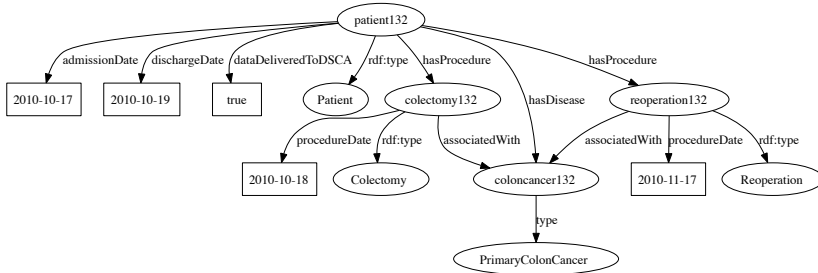 patient132
admissionDate dischargeDate dataDeliveredToDSCA rdf:type hasProcedure hasProcedure
2010-10-17 2010-10-19 true Patient colectomy132 hasDisease reoperation132
procedureDate rdf:type associatedWith associatedWith procedureDate rdf:type
2010-10-18 Colectomy coloncancer132 2010-11-17 Reoperation
type
PrimaryColonCancer